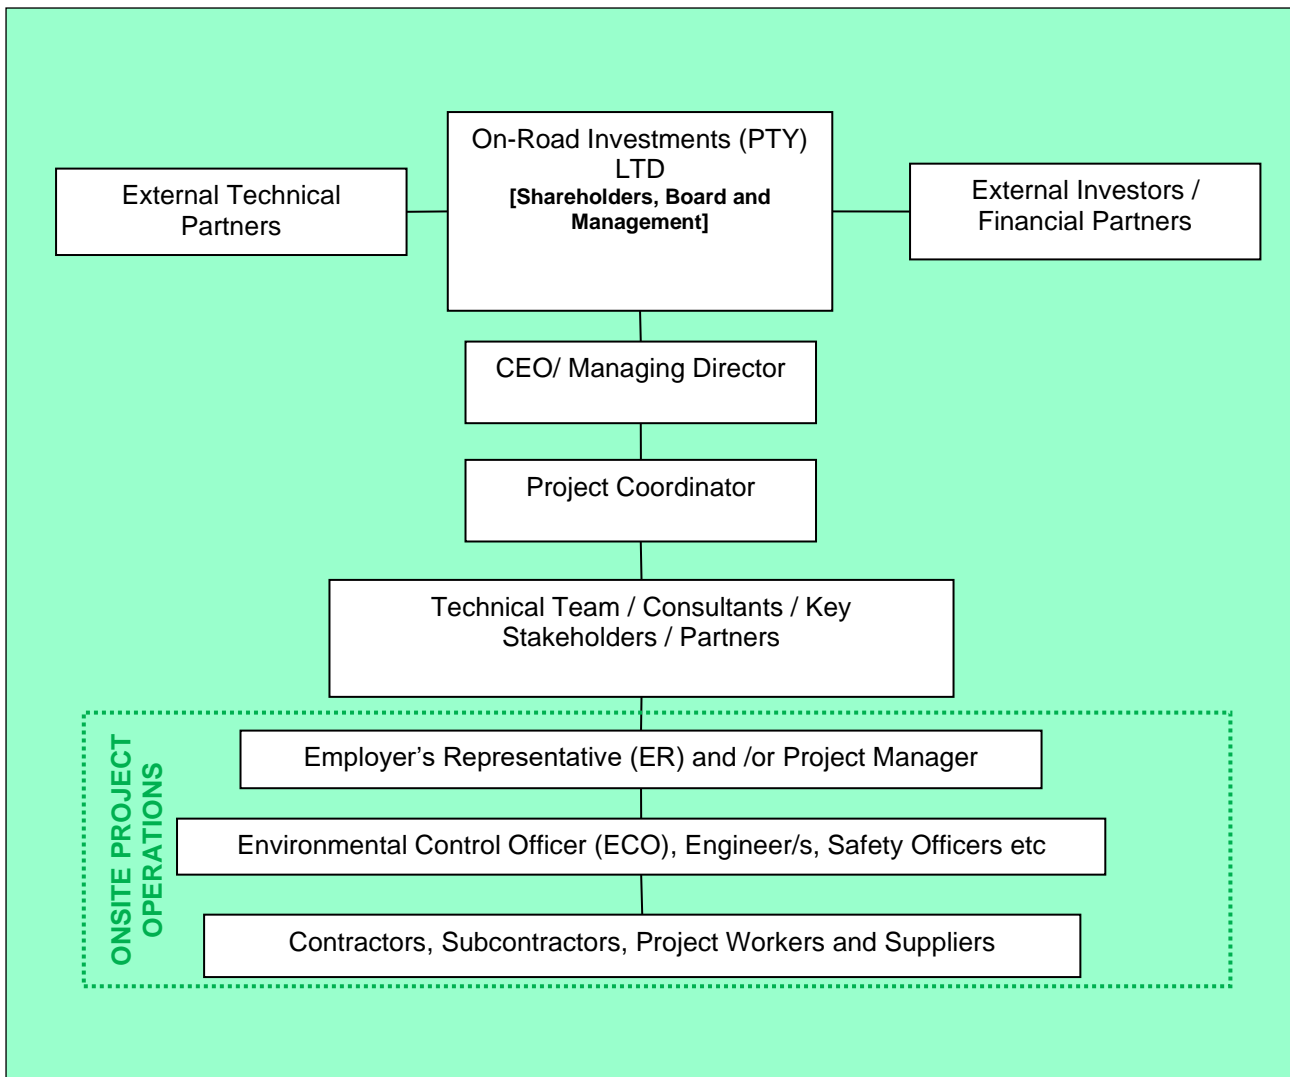 On-Road Investments (PTY)
LTD
[Shareholders, Board and
Management]
External Technical
Partners
External Investors /
Financial Partners
CEO/ Managing Director
Project Coordinator
Technical Team / Consultants / Key
Stakeholders / Partners
ONSITE PROJECT
OPERATIONS
Employer’s Representative (ER) and /or Project Manager
Environmental Control Officer (ECO), Engineer/s, Safety Officers etc
Contractors, Subcontractors, Project Workers and Suppliers